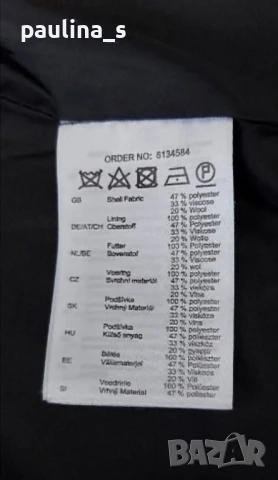 paulina_s
ORDER NO: 6134584
P
GB Shell Fabric 47 % polyester
33 % viscose
20 % Wool
Lining 100 % polyester
DE/AT/CH Oberstoff 47 % Polyester
33 % Viskose
20 % Wolle
Futter 100 % Polyester
NL/BE Bovenstof 47 % polyester
33 % Viscose
20 % wol
Voering 100 % polyester
CZ Svrchní materiál 47 % polyester
33 % viskóza
20 % Vlna
Podšívka 100 % polyester
SK Vrchný Materiál 47 % polyester
33 % viskóza
20 % vlna
Podšívka 100 % polyester
HU Külső anyag 47 % poliészter
33 % viszkóz
20 % gyapjú
Bélés 100 % poliészter
EE Välismaterjal 47 % Polüester
33 % Viskoos
20 % Vill
Voodriride 100 % Polüester
SI Vrhnji Material 47 % poliester
BAZAR